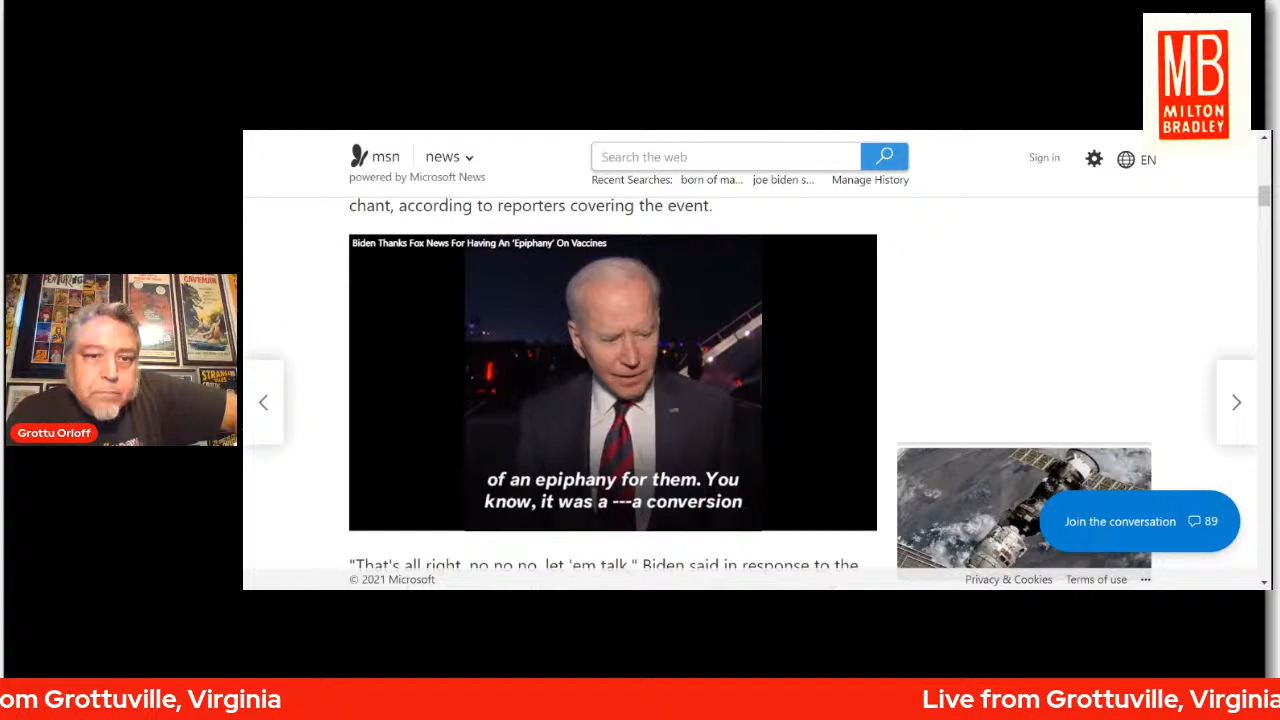 MB
MILTON
BRADLEY
msn news
powered by Microsoft News
Search the web
Recent Searches: born of ma... joe biden s... Manage History
Sign in
EN
chant, according to reporters covering the event.
Biden Thanks Fox News For Having An 'Epiphany' On Vaccines
of an epiphany for them. You
know, it was a ---a conversion
FEATURING
CAVEMAN
STRANGE
TALES
Grottu Orloff
Join the conversation 89
"That's all right, no no no, let 'em talk," Biden said in response to the
© 2021 Microsoft
Privacy & Cookies Terms of use ...
om Grottuville, Virginia
Live from Grottuville, Virginia